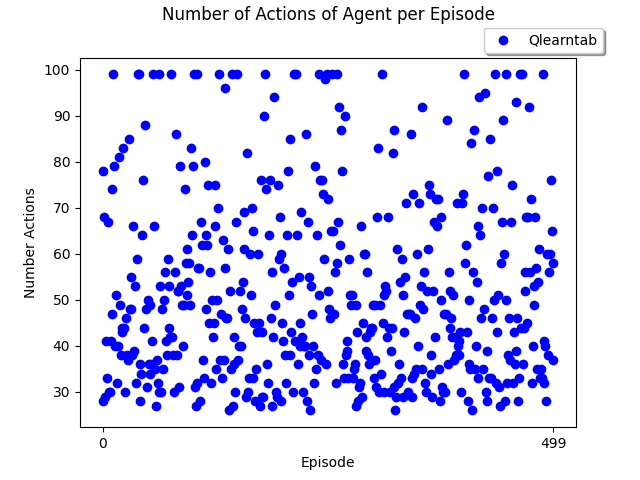 Number of Actions of Agent per Episode
Qlearntab
100
90
80
70
60
50
40
30
Number Actions
0
499
Episode